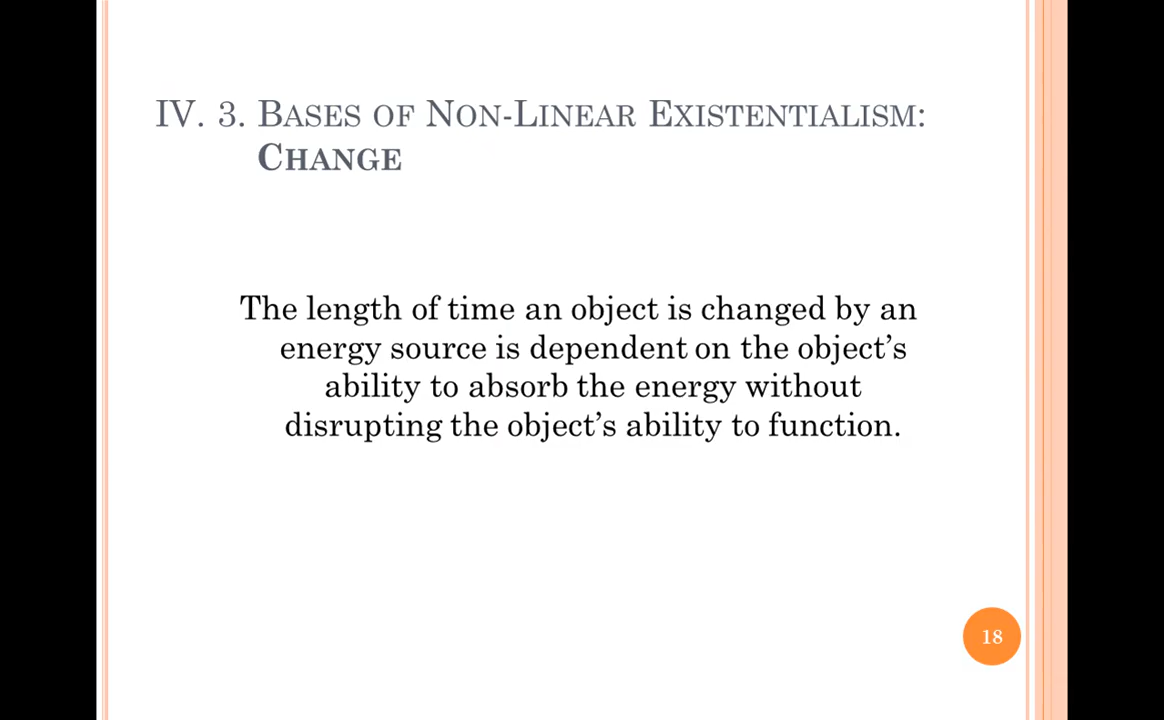 IV. 3. BASES OF NON-LINEAR EXISTENTIALISM:
CHANGE
The length of time an object is changed by an
energy source is dependent on the object’s
ability to absorb the energy without
disrupting the object’s ability to function.
18